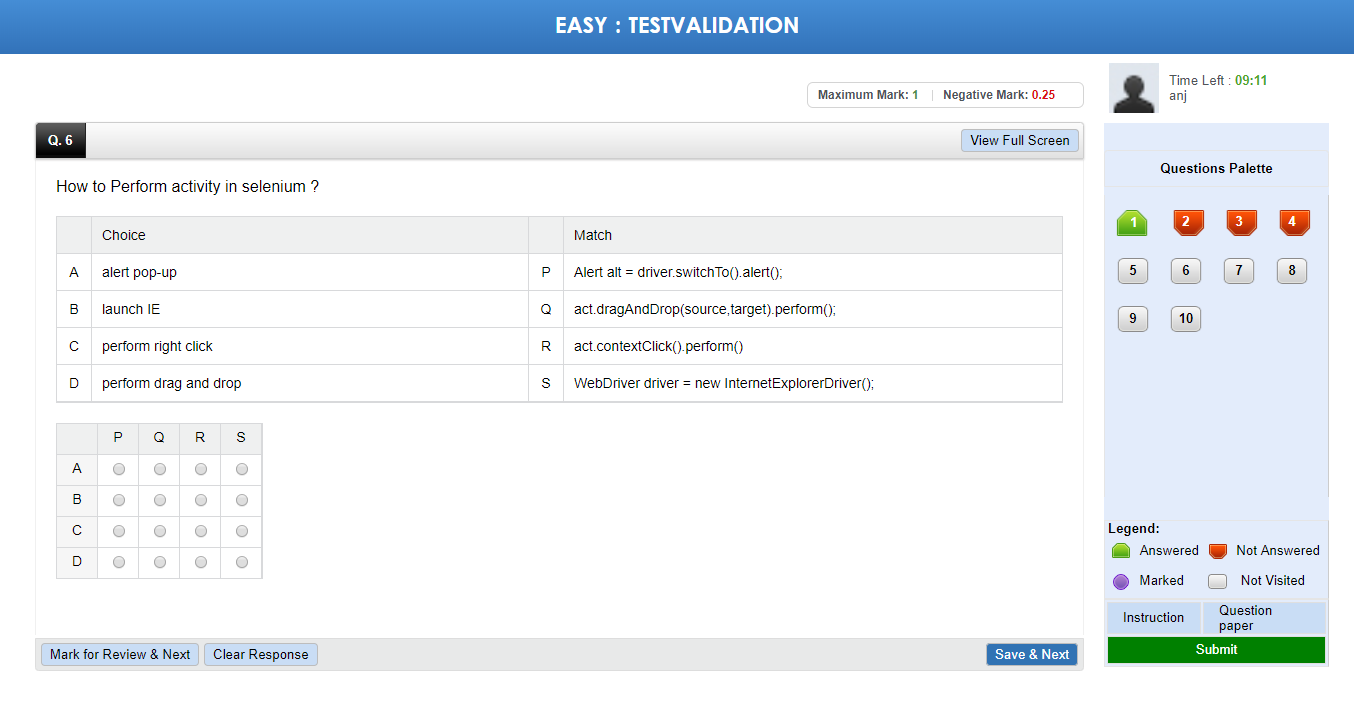 EASY : TESTVALIDATION
Maximum Mark: 1 | Negative Mark: 0.25
Time Left : 09:11
anj
Q. 6 View Full Screen
How to Perform activity in selenium ?
Choice Match
A alert pop-up P Alert alt = driver.switchTo().alert();
B launch IE Q act.dragAndDrop(source,target).perform();
C perform right click R act.contextClick().perform()
D perform drag and drop S WebDriver driver = new InternetExplorerDriver();
P Q R S
A
B
C
D
Mark for Review & Next Clear Response Save & Next
Questions Palette
1 2 3 4
5 6 7 8
9 10
Legend:
Answered Not Answered
Marked Not Visited
Instruction Question
paper
Submit